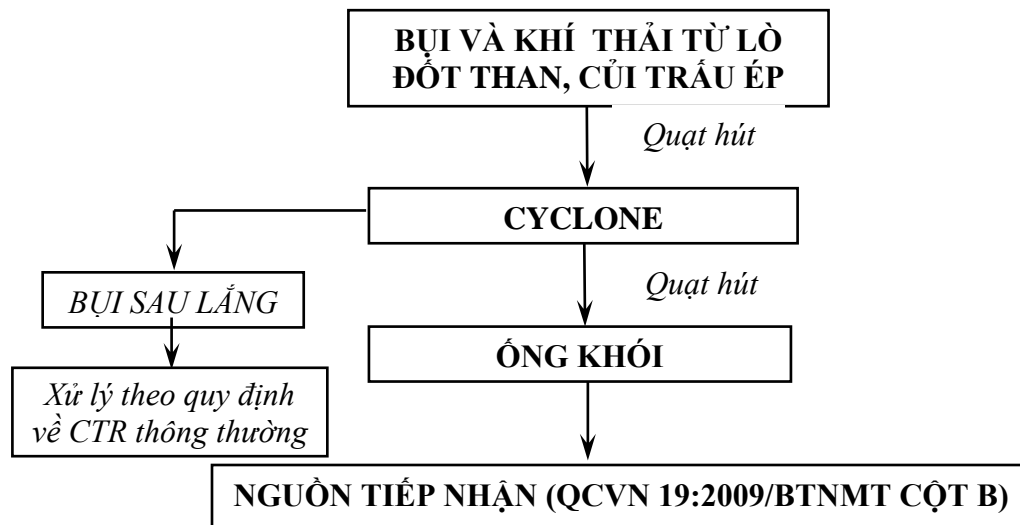 BỤI VÀ KHÍ THẢI TỪ LÒ
ĐỐT THAN, CỦI TRẤU ÉP
Quạt hút
CYCLONE
Quạt hút
BỤI SAU LẮNG
ỐNG KHÓI
Xử lý theo quy định
về CTR thông thường
NGUỒN TIẾP NHẬN (QCVN 19:2009/BTNMT CỘT B)